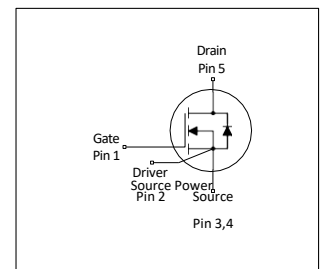 Drain
Pin 5
Gate
Pin 1
Driver
Source
Pin 2
Power
Source
Pin 3,4